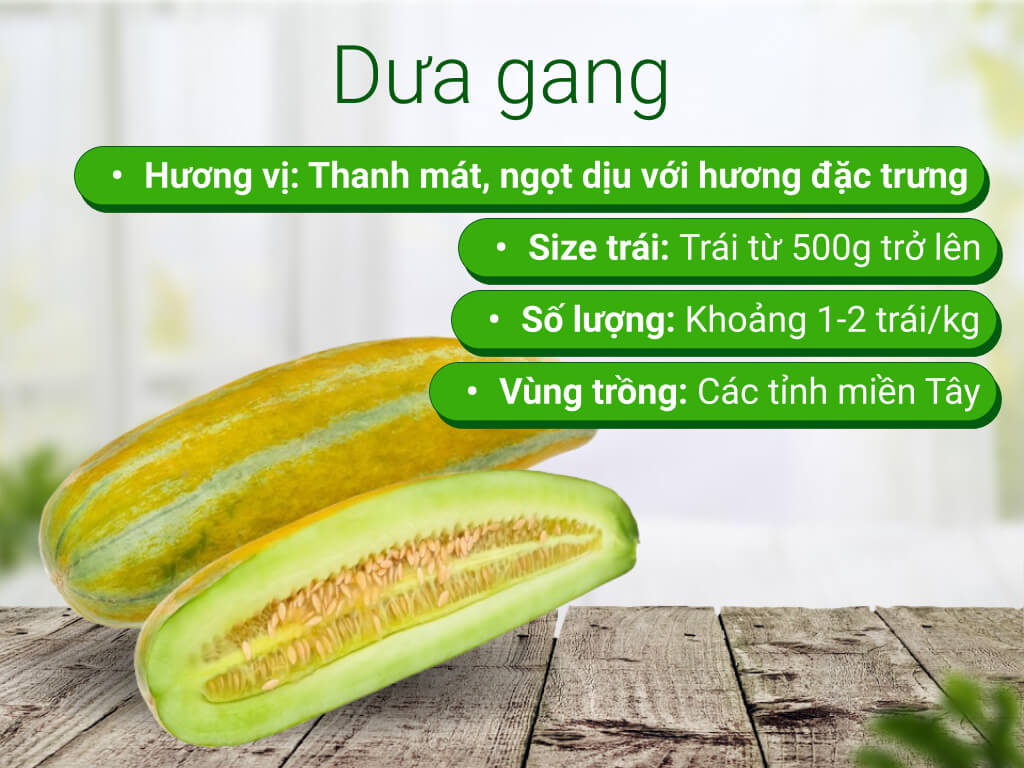 Dưa gang
• Hương vị: Thanh mát, ngọt dịu với hương đặc trưng
• Size trái: Trái từ 500g trở lên
• Số lượng: Khoảng 1-2 trái/kg
• Vùng trồng: Các tỉnh miền Tây